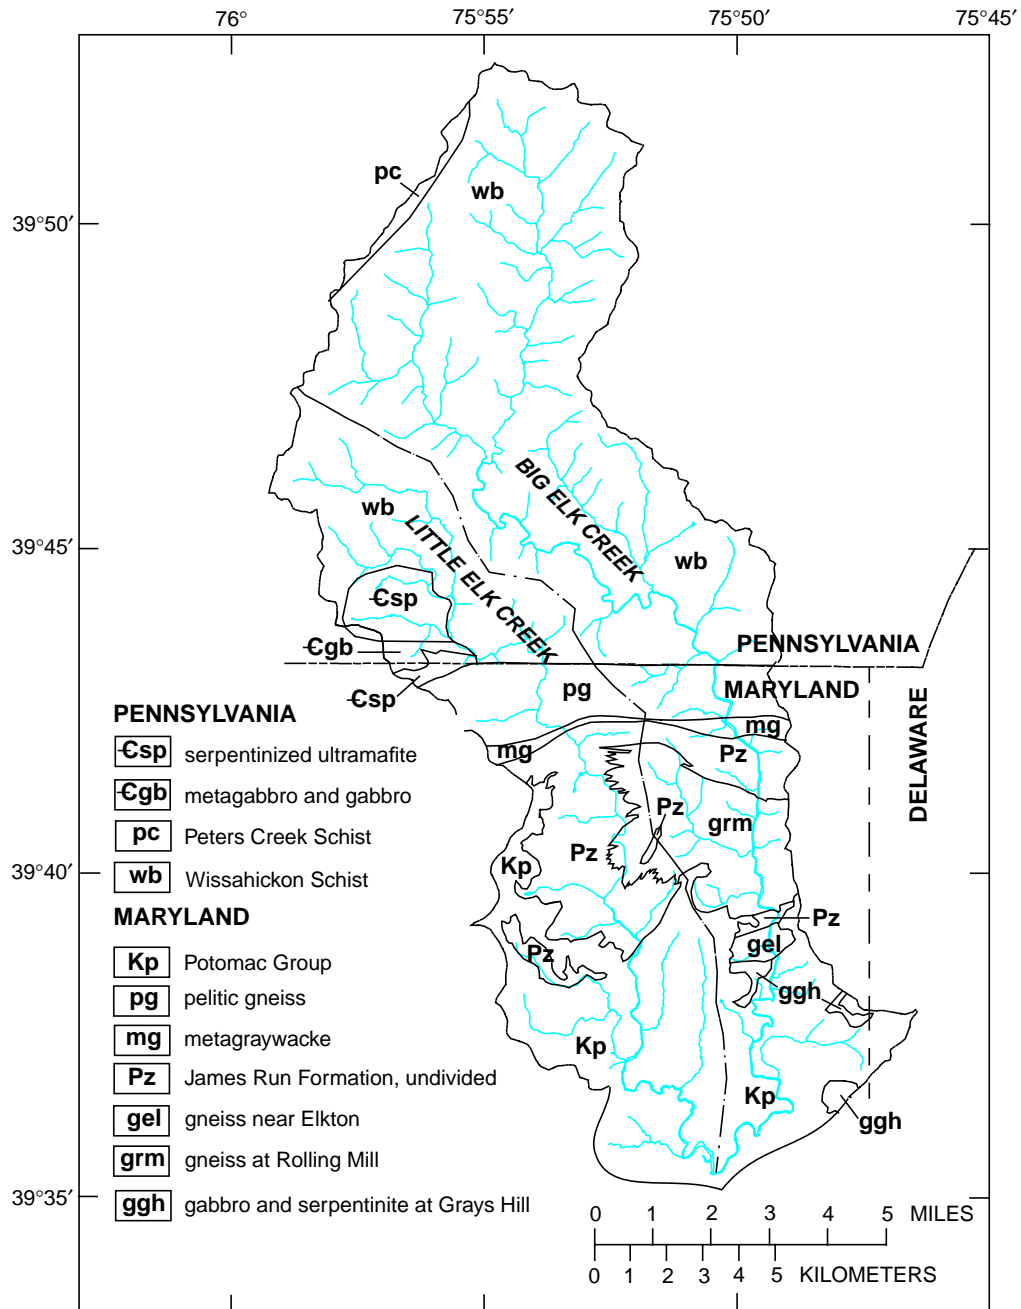 76°
75°55′
75°50′
75°45′
pc
wb
39°50′
BIG ELK CREEK
wb
LITTLE ELK CREEK
39°45′
wb
Ꞓsp
PENNSYLVANIA
Ꞓgb
pg
MARYLAND
Ꞓsp
DELAWARE
mg
mg
Pz
Pz
grm
Pz
Kp
39°40′
Pz
Pz
gel
ggh
Kp
Kp
ggh
39°35′
PENNSYLVANIA
Ꞓsp serpentinized ultramafite
Ꞓgb metagabbro and gabbro
pc Peters Creek Schist
wb Wissahickon Schist
MARYLAND
Kp Potomac Group
pg pelitic gneiss
mg metagraywacke
Pz James Run Formation, undivided
gel gneiss near Elkton
grm gneiss at Rolling Mill
ggh gabbro and serpentinite at Grays Hill
0 1 2 3 4 5 MILES
0 1 2 3 4 5 KILOMETERS